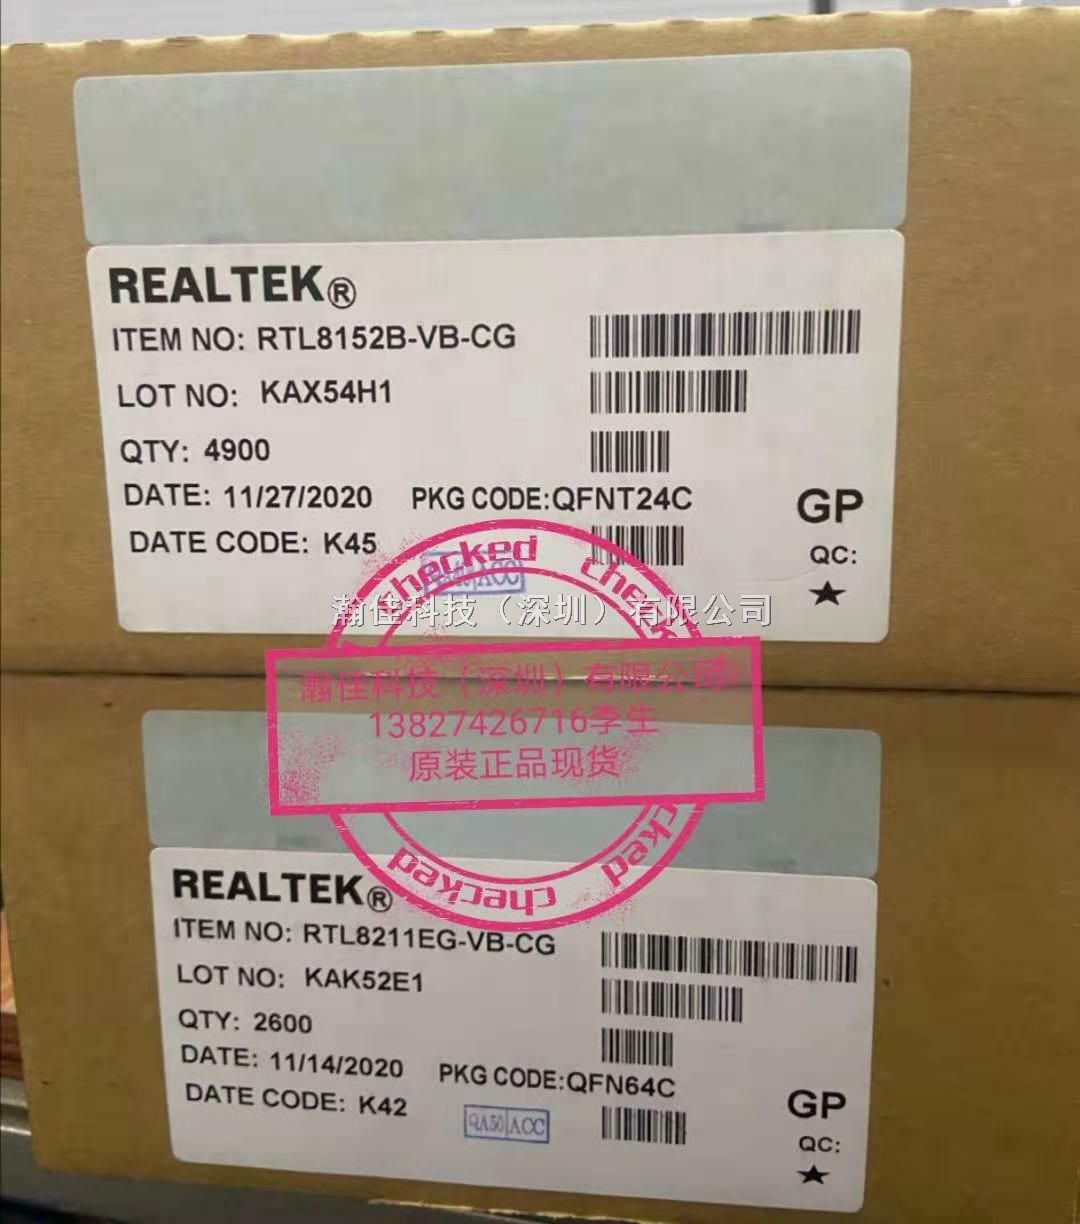 REALTEK®
ITEM NO: RTL8152B-VB-CG
LOT NO: KAX54H1
QTY: 4900
DATE: 11/27/2020 PKG CODE:QFNT24C
DATE CODE: K45
GP
QC:
★
ACC
checked checked
瀚佳科技（深圳）有限公司
瀚佳科技（深圳）有限公司
13827426716李生
原装正品现货
checked checked checked
REALTEK®
ITEM NO: RTL8211EG-VB-CG
LOT NO: KAK52E1
QTY: 2600
DATE: 11/14/2020 PKG CODE:QFN64C
DATE CODE: K42
QA50 ACC
GP
QC:
★